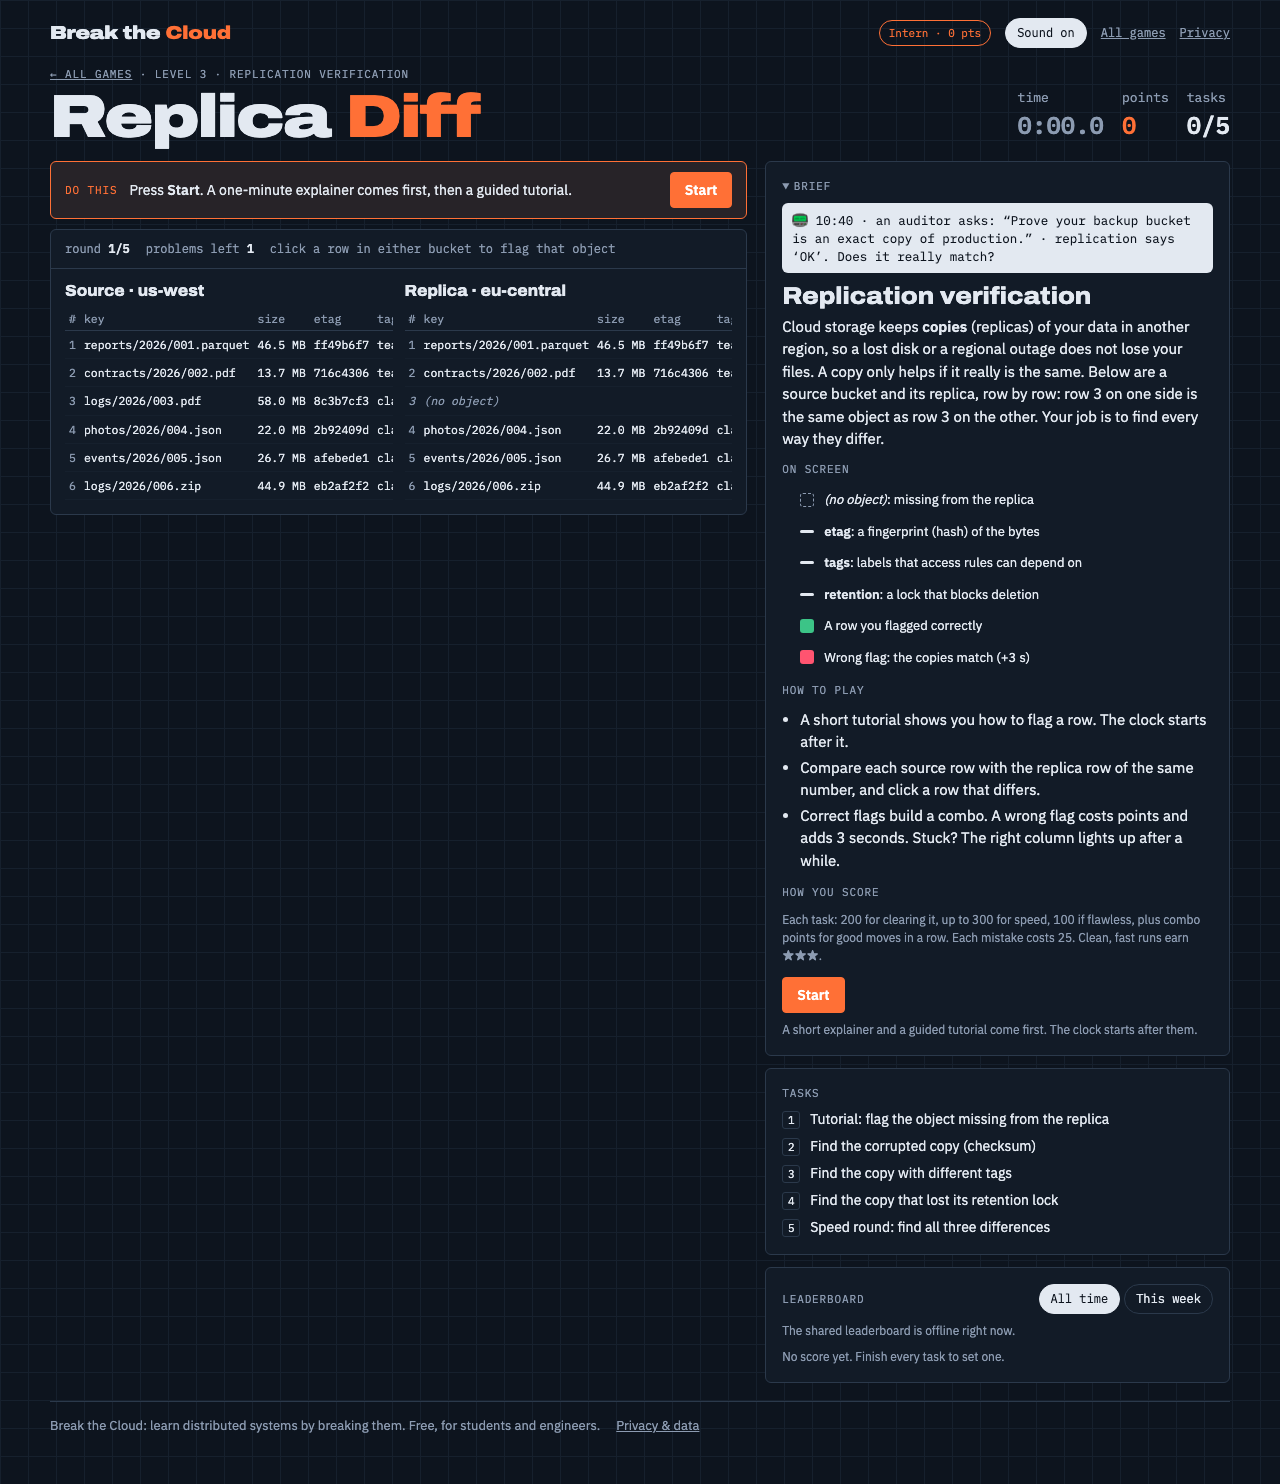 Break the Cloud
Intern · 0 pts
Sound on
All games
Privacy
← ALL GAMES · LEVEL 3 · REPLICATION VERIFICATION
Replica Diff
time
0:00.0
points
0
tasks
0/5
DO THIS Press Start. A one-minute explainer comes first, then a guided tutorial.
Start
round 1/5 problems left 1 click a row in either bucket to flag that object
Source · us-west
# key size etag tag
1 reports/2026/001.parquet 46.5 MB ff49b6f7 tea
2 contracts/2026/002.pdf 13.7 MB 716c4306 tea
3 logs/2026/003.pdf 58.0 MB 8c3b7cf3 cla
4 photos/2026/004.json 22.0 MB 2b92409d cla
5 events/2026/005.json 26.7 MB afebede1 cla
6 logs/2026/006.zip 44.9 MB eb2af2f2 cla
Replica · eu-central
# key size etag tag
1 reports/2026/001.parquet 46.5 MB ff49b6f7 tea
2 contracts/2026/002.pdf 13.7 MB 716c4306 tea
3 (no object)
4 photos/2026/004.json 22.0 MB 2b92409d cla
5 events/2026/005.json 26.7 MB afebede1 cla
6 logs/2026/006.zip 44.9 MB eb2af2f2 cla
▼ BRIEF
10:40 · an auditor asks: “Prove your backup bucket
is an exact copy of production.” · replication says
‘OK’. Does it really match?
Replication verification
Cloud storage keeps copies (replicas) of your data in another
region, so a lost disk or a regional outage does not lose your
files. A copy only helps if it really is the same. Below are a
source bucket and its replica, row by row: row 3 on one side is
the same object as row 3 on the other. Your job is to find every
way they differ.
ON SCREEN
(no object): missing from the replica
etag: a fingerprint (hash) of the bytes
tags: labels that access rules can depend on
retention: a lock that blocks deletion
A row you flagged correctly
Wrong flag: the copies match (+3 s)
HOW TO PLAY
• A short tutorial shows you how to flag a row. The clock starts
after it.
• Compare each source row with the replica row of the same
number, and click a row that differs.
• Correct flags build a combo. A wrong flag costs points and
adds 3 seconds. Stuck? The right column lights up after a
while.
HOW YOU SCORE
Each task: 200 for clearing it, up to 300 for speed, 100 if flawless, plus combo
points for good moves in a row. Each mistake costs 25. Clean, fast runs earn
★★★.
Start
A short explainer and a guided tutorial come first. The clock starts after them.
TASKS
1 Tutorial: flag the object missing from the replica
2 Find the corrupted copy (checksum)
3 Find the copy with different tags
4 Find the copy that lost its retention lock
5 Speed round: find all three differences
LEADERBOARD
All time
This week
The shared leaderboard is offline right now.
No score yet. Finish every task to set one.
Break the Cloud: learn distributed systems by breaking them. Free, for students and engineers.
Privacy & data